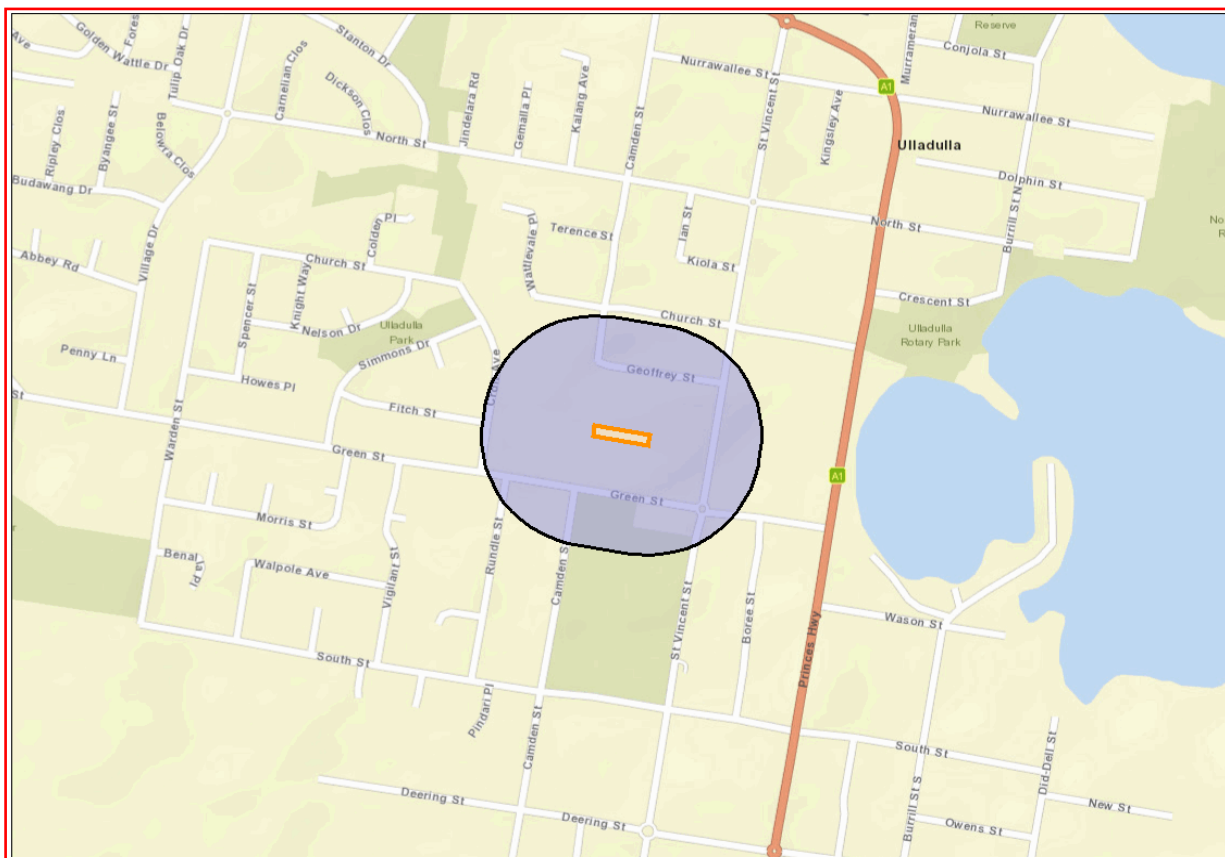 Golden Wattle Dr
Forest
Tulip Oak Dr
Ave
Carnelian Clos
Stanton Dr
Dickson Clos
Jindelara Rd
Gemalla Pl
Kalang Ave
Camden St
Nurrawallee St
St Vincent St
Kingsley Ave
A1
Murrameran
Reserve
Conjola St
Nurrawallee St
Ulladulla
Ripley Clos
Byangee St
Belowra Clos
North St
Budawang Dr
Dolphin St
Burrill St N
North St
No
R
Abbey Rd
Village Dr
Colden Pl
Wattlevale Pl
Terence St
Ian St
Kiola St
Church St
Knight Way
Spencer St
Nelson Dr
Ulladulla
Park
Simmons Dr
Church St
Crescent St
Ulladulla
Rotary Park
Penny Ln
Howes Pl
Geoffrey St
Ave
Fitch St
St
Warden St
Green St
Green St
A1
Morris St
Rundle St
Camden S
Vigilant St
Benalla Pl
Walpole Ave
St Vincent St
Boree St
Princes Hwy
Wason St
South St
Pindari Pl
Camden St
South St
Did-Dell St
Burrill St S
Deering St
Deering St
New St
Owens St